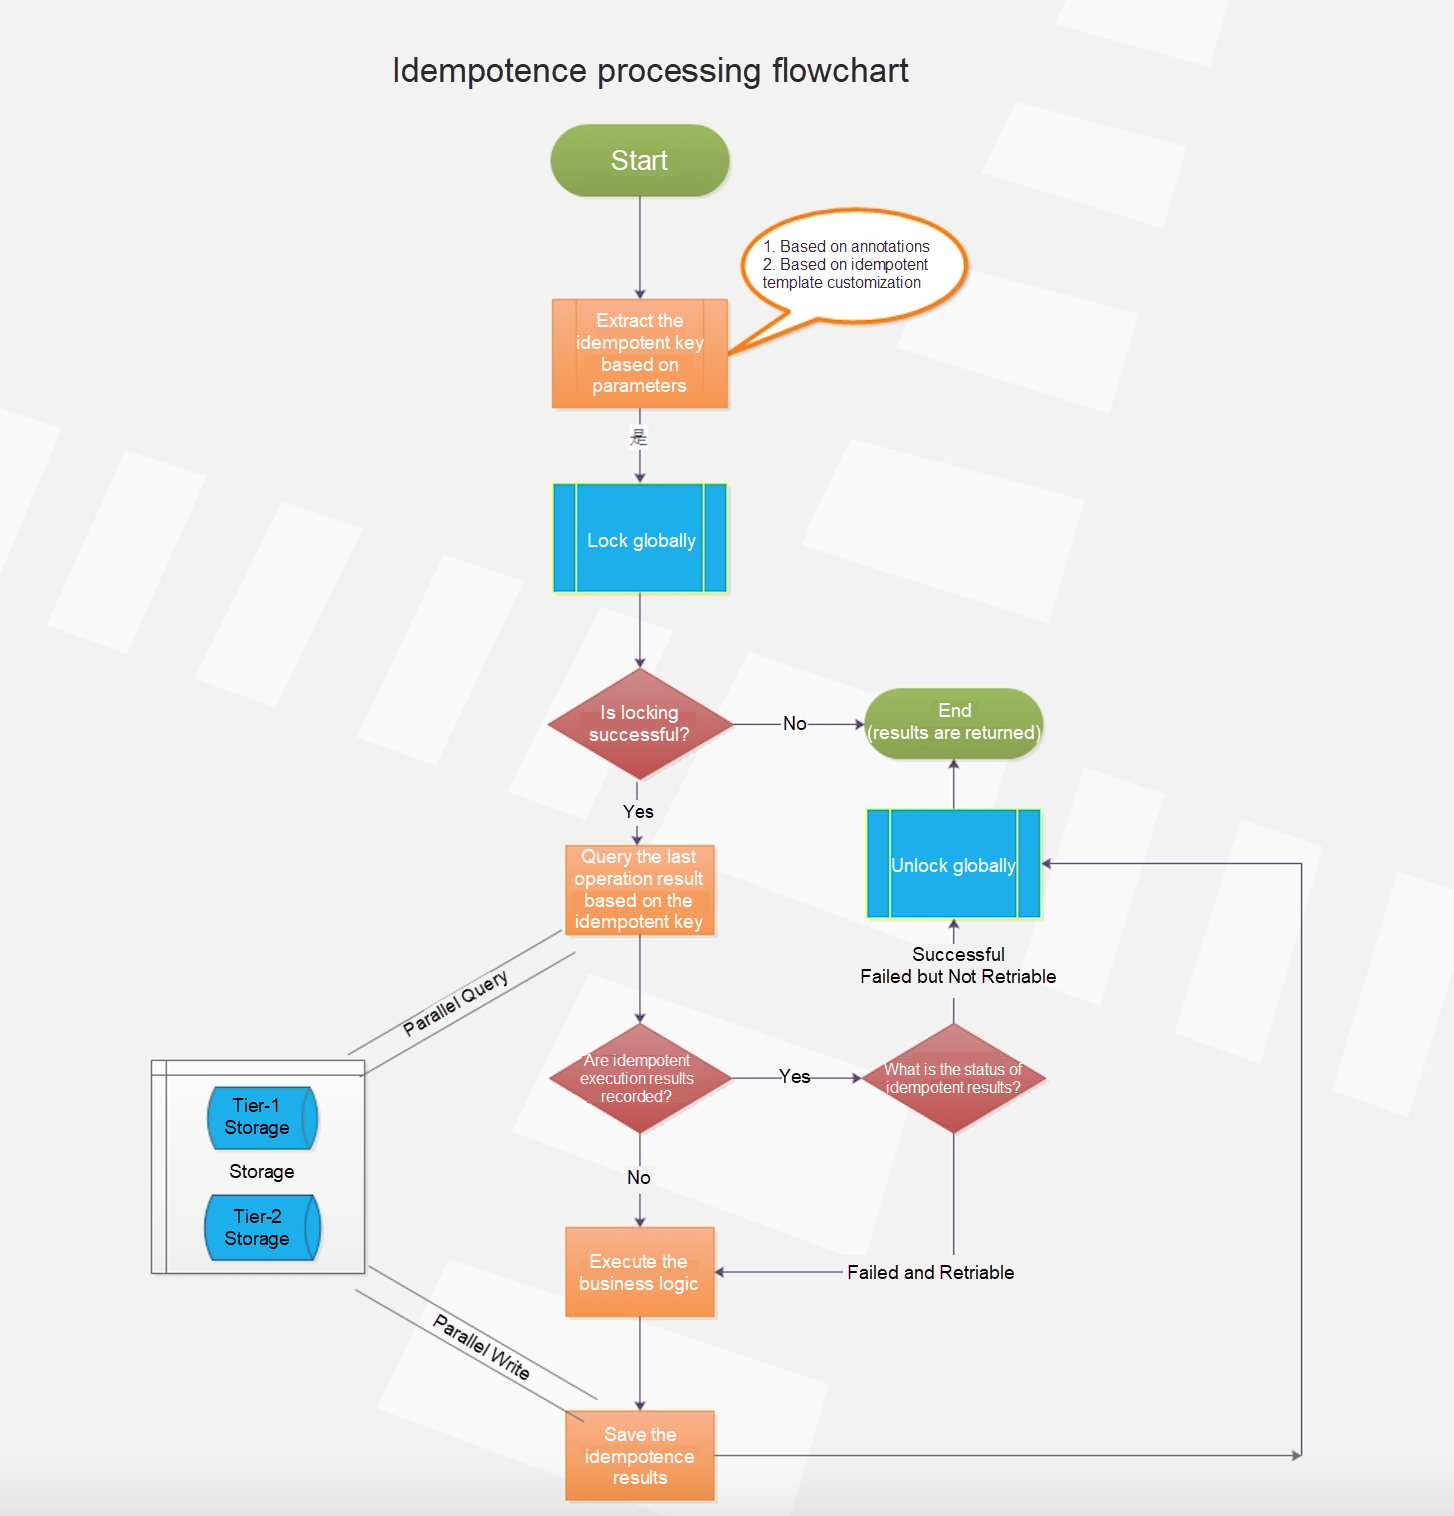 Idempotence processing flowchart
Start
1. Based on annotations
2. Based on idempotent
template customization
Extract the
idempotent key
based on
parameters
是
Lock globally
Is locking
successful?
No
End
(results are returned)
Yes
Query the last
operation result
based on the
idempotent key
Unlock globally
Successful
Failed but Not Retriable
Parallel Query
Are idempotent
execution results
recorded?
Yes
What is the status of
idempotent results?
Tier-1
Storage
Storage
Tier-2
Storage
No
Execute the
business logic
Failed and Retriable
Parallel Write
Save the
idempotence
results